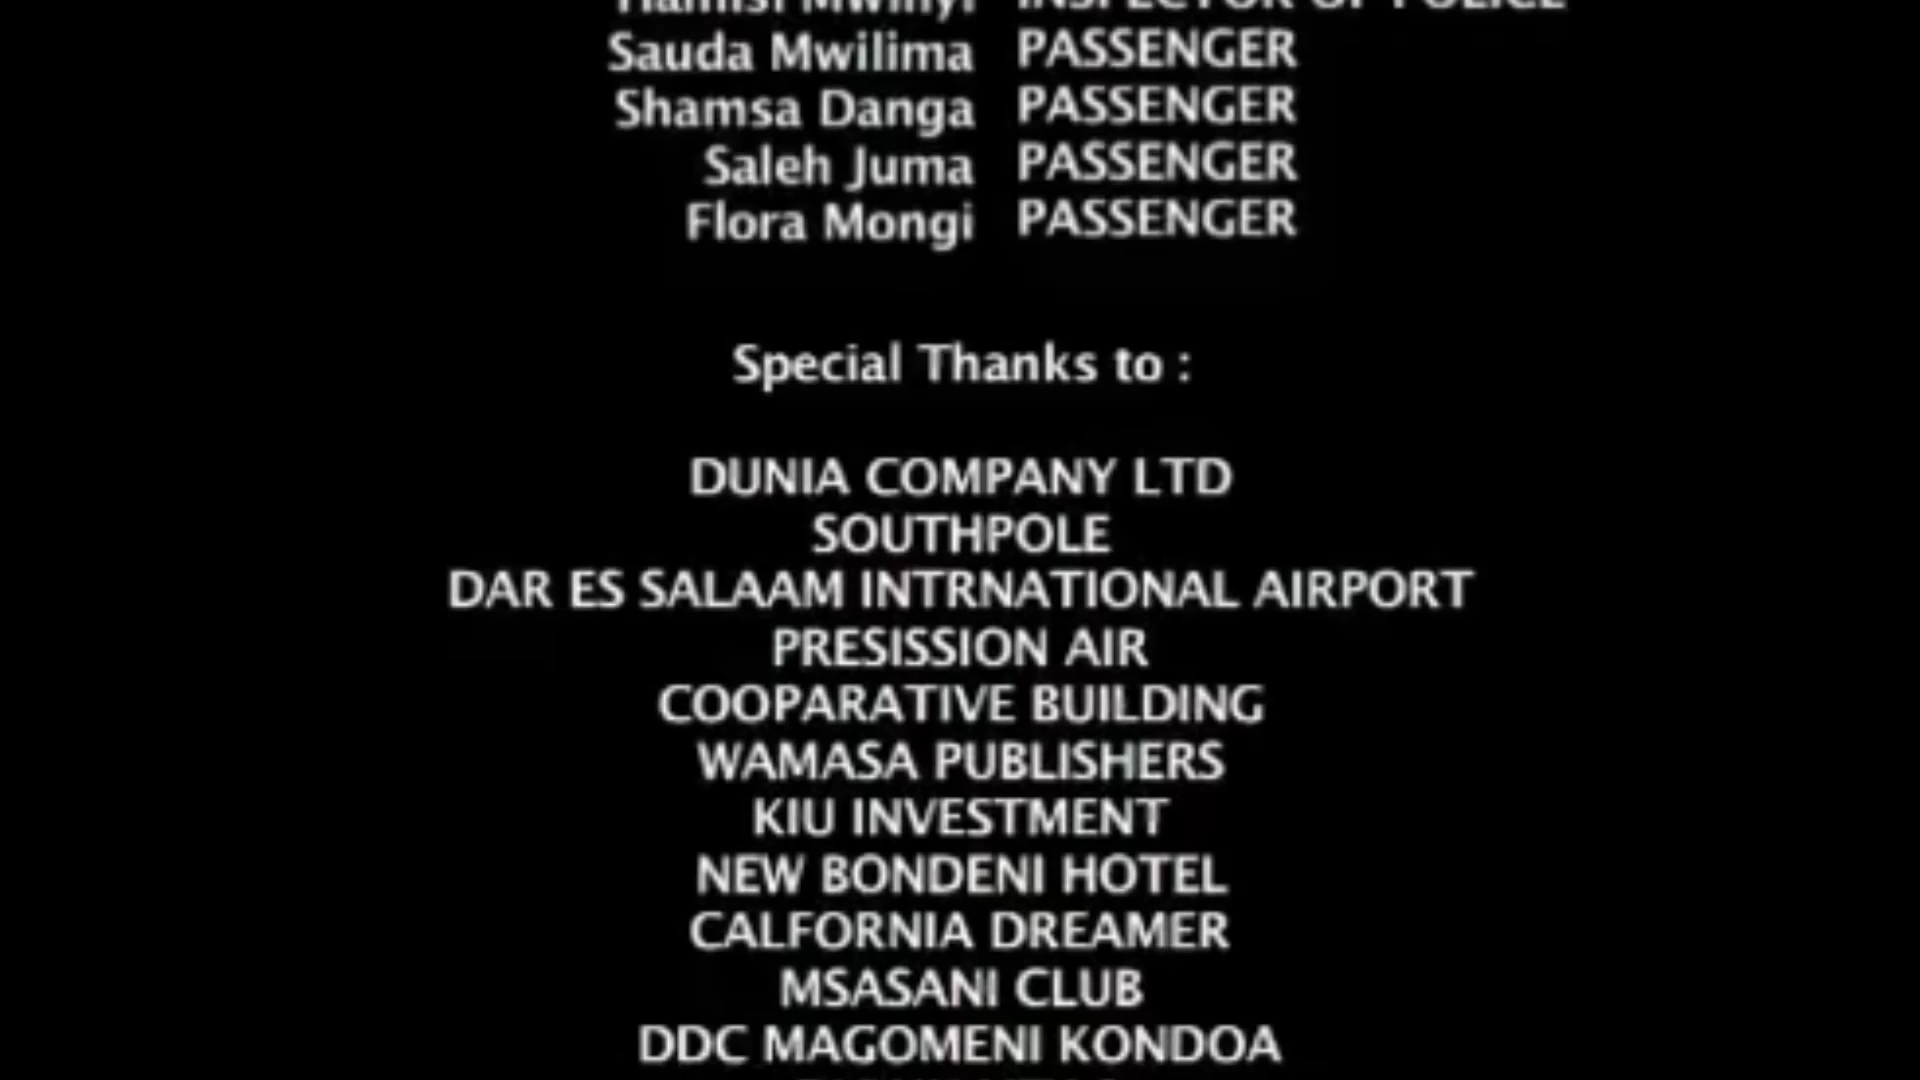 Hamisi Mwinyi INSPECTOR OF POLICE
Sauda Mwilima PASSENGER
Shamsa Danga PASSENGER
Saleh Juma PASSENGER
Flora Mongi PASSENGER
Special Thanks to :
DUNIA COMPANY LTD
SOUTHPOLE
DAR ES SALAAM INTRNATIONAL AIRPORT
PRESISSION AIR
COOPARATIVE BUILDING
WAMASA PUBLISHERS
KIU INVESTMENT
NEW BONDENI HOTEL
CALFORNIA DREAMER
MSASANI CLUB
DDC MAGOMENI KONDOA